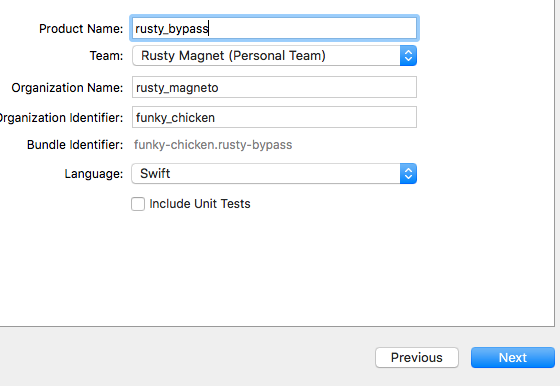 Product Name: rusty_bypass
Team: Rusty Magnet (Personal Team)
Organization Name: rusty_magneto
Organization Identifier: funky_chicken
Bundle Identifier: funky-chicken.rusty-bypass
Language: Swift
Include Unit Tests
Previous Next